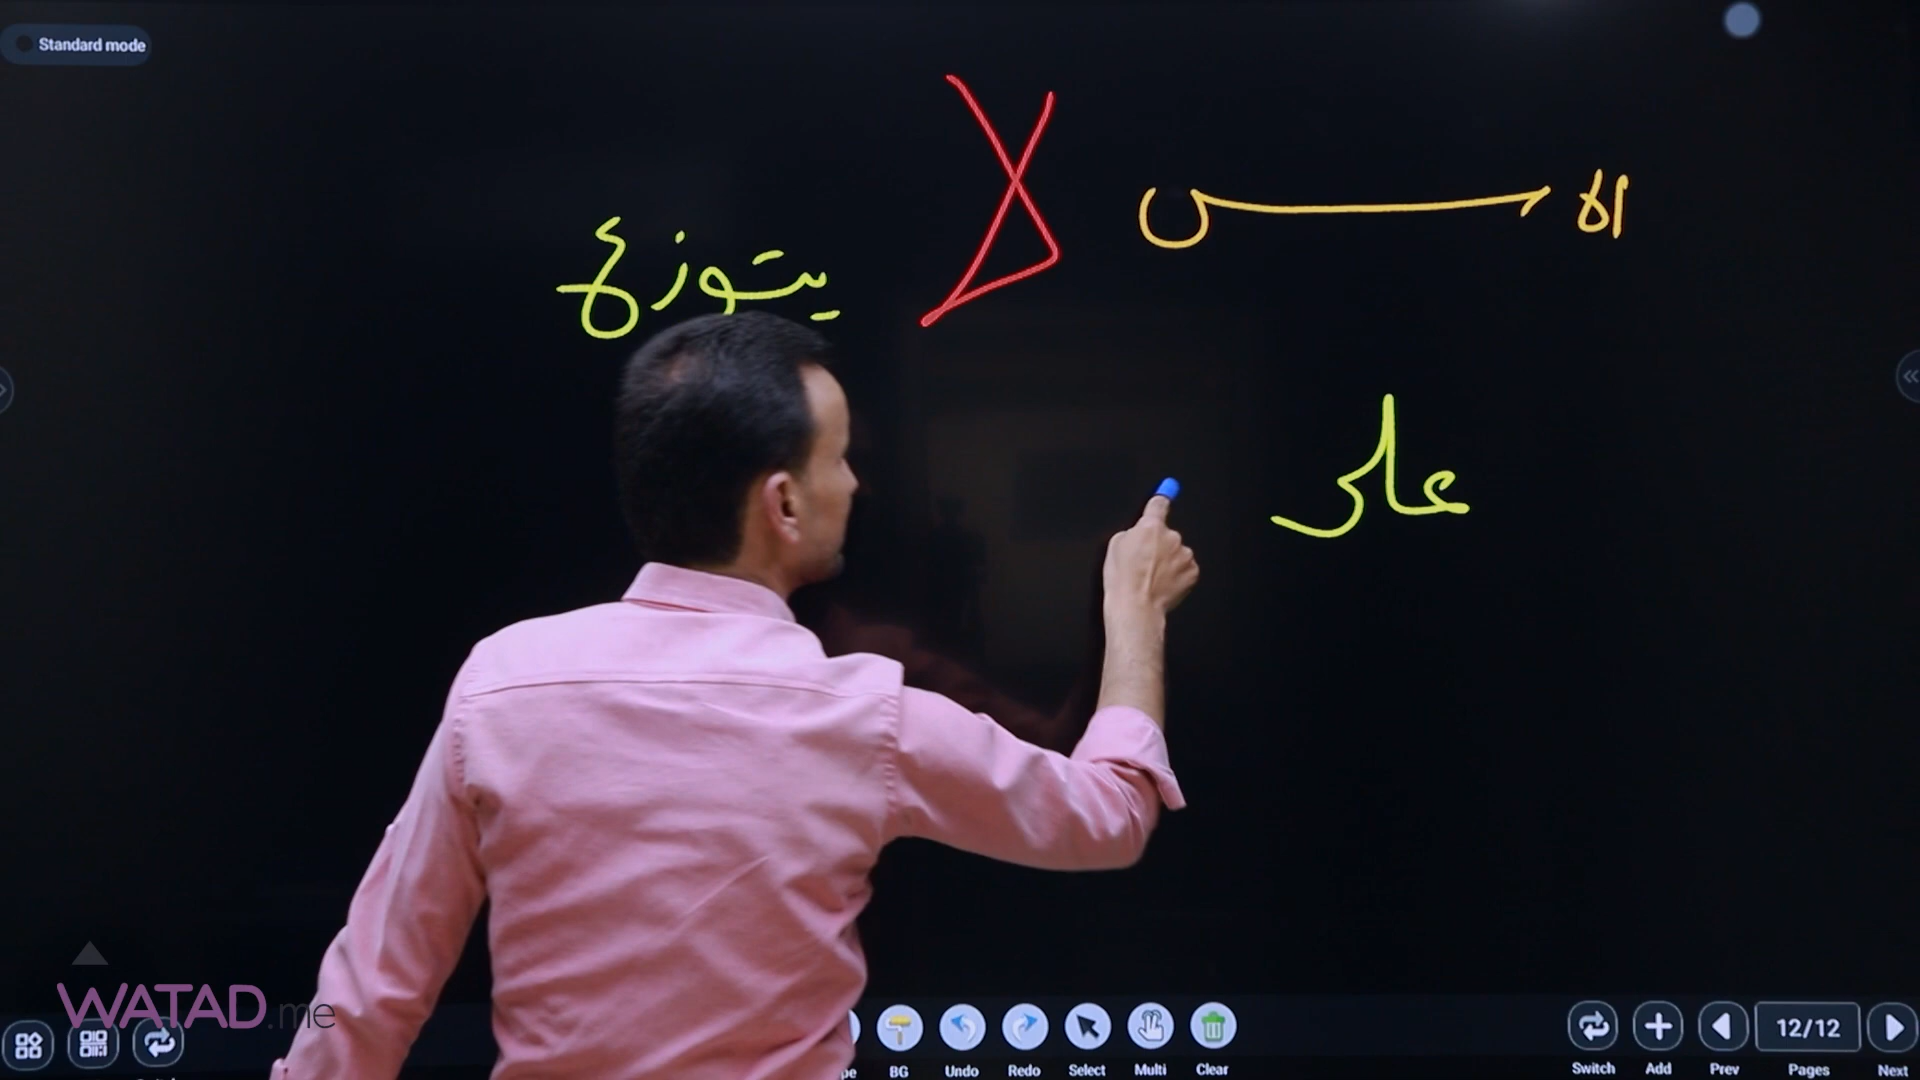 Standard mode
الاس لا يتوزع
على
WATAD.me
BG Undo Redo Select Multi Clear
Switch Add Prev 12/12 Pages Next